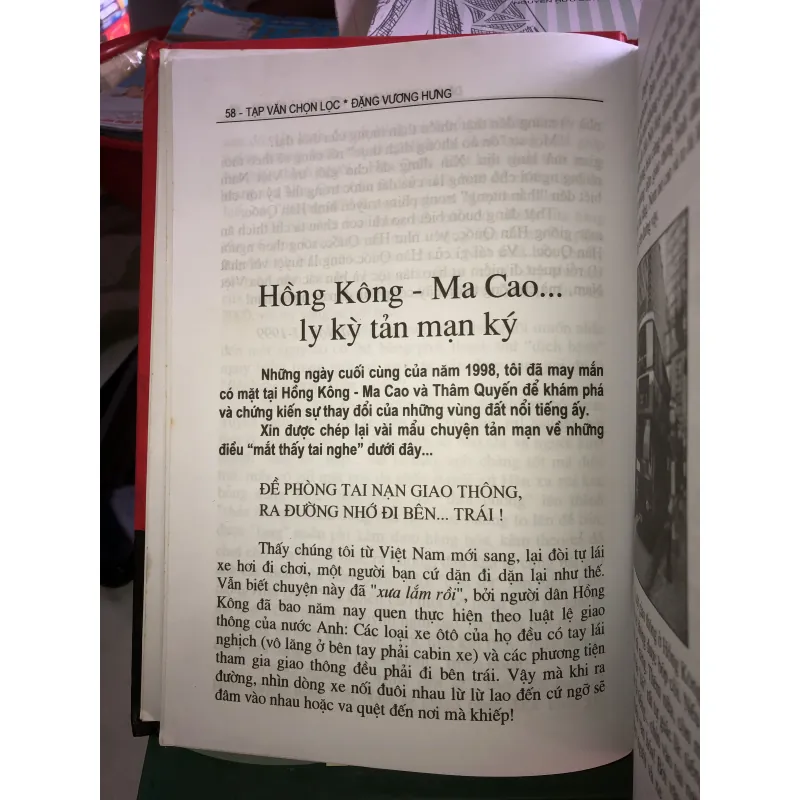 58 - TẠP VĂN CHỌN LỌC * ĐẶNG VƯƠNG HƯNG
Hồng Kông - Ma Cao...
ly kỳ tản mạn ký
Những ngày cuối cùng của năm 1998, tôi đã may mắn
có mặt tại Hồng Kông - Ma Cao và Thâm Quyến để khám phá
và chứng kiến sự thay đổi của những vùng đất nổi tiếng ấy.
Xin được chép lại vài mẩu chuyện tản mạn về những
điều “mắt thấy tai nghe” dưới đây...
ĐỀ PHÒNG TAI NẠN GIAO THÔNG,
RA ĐƯỜNG NHỚ ĐI BÊN... TRÁI !
Thấy chúng tôi từ Việt Nam mới sang, lại đòi tự lái
xe hơi đi chơi, một người bạn cứ dặn đi dặn lại như thế.
Vẫn biết chuyện này đã "xưa lắm rồi", bởi người dân Hồng
Kông đã bao năm nay quen thực hiện theo luật lệ giao
thông của nước Anh: Các loại xe ôtô của họ đều có tay lái
nghịch (vô lăng ở bên tay phải cabin xe) và các phương tiện
tham gia giao thông đều phải đi bên trái. Vậy mà khi ra
đường, nhìn dòng xe nối đuôi nhau lừ lừ lao đến cứ ngỡ sẽ
đâm vào nhau hoặc va quệt đến nơi mà khiếp!